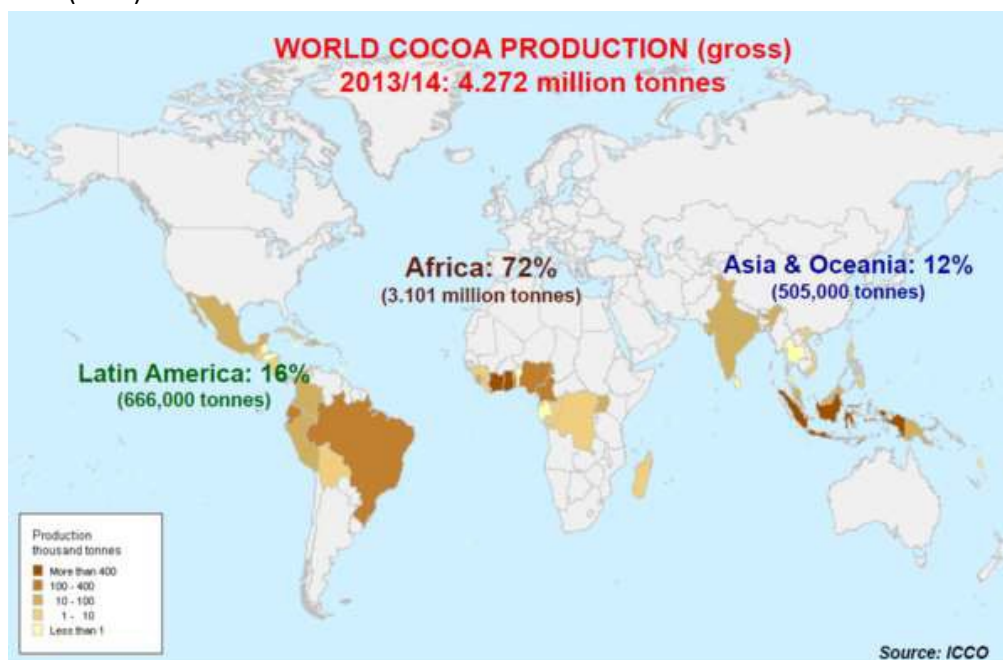 WORLD COCOA PRODUCTION (gross)
2013/14: 4.272 million tonnes
Africa: 72%
(3.101 million tonnes)
Asia & Oceania: 12%
(505,000 tonnes)
Latin America: 16%
(666,000 tonnes)
Production
thousand tonnes
More than 400
100 - 400
10 - 100
1 - 10
Less than 1
Source: ICCO